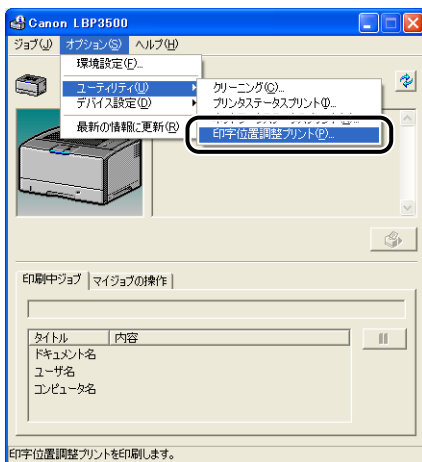 Canon LBP3500
ジョブ(J) オプション(S) ヘルプ(H)
環境設定(F)...
ユーティリティ(U)
デバイス設定(D)
最新の情報に更新(R)
クリーニング(C)...
プリンタステータスプリント(I)...
印字位置調整プリント(P)...
印刷中ジョブ マイジョブの操作
タイトル 内容
ドキュメント名
ユーザ名
コンピュータ名
印字位置調整プリントを印刷します。